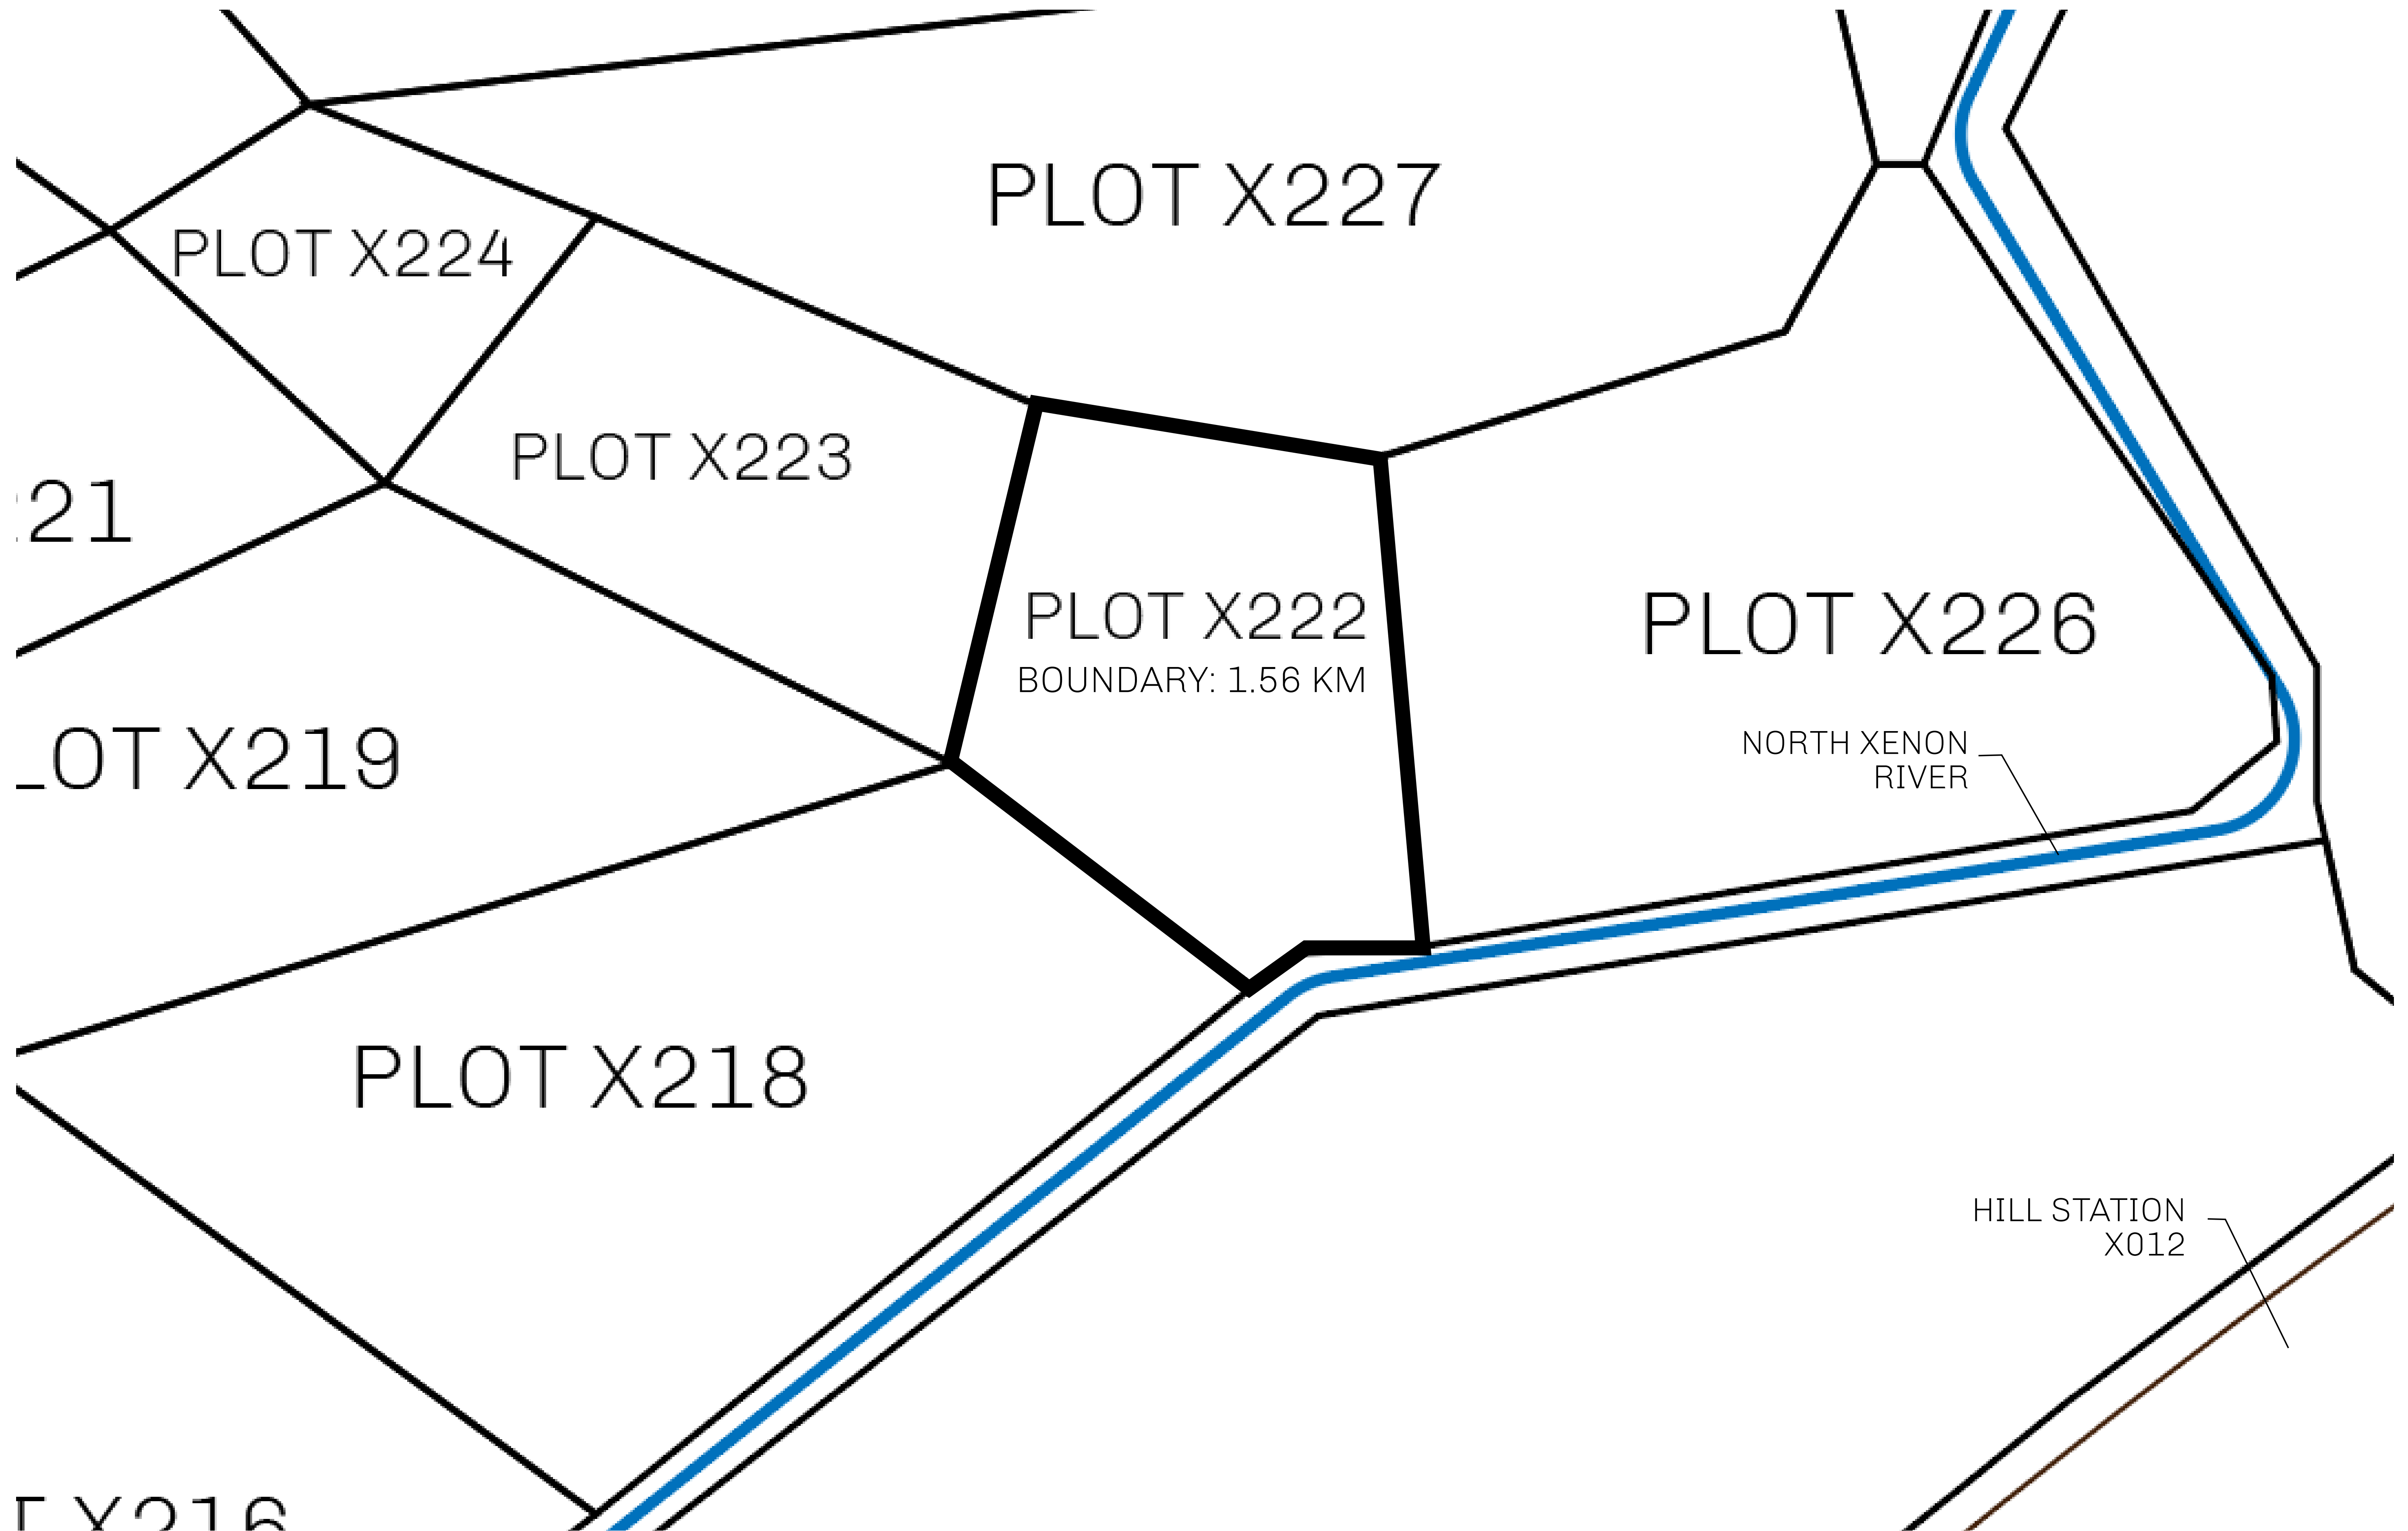 PLOT X227
PLOT X224
PLOT X223
21
PLOT X222
BOUNDARY: 1.56 KM
PLOT X226
NORTH XENON
RIVER
OT X219
PLOT X218
HILL STATION
X012
X216